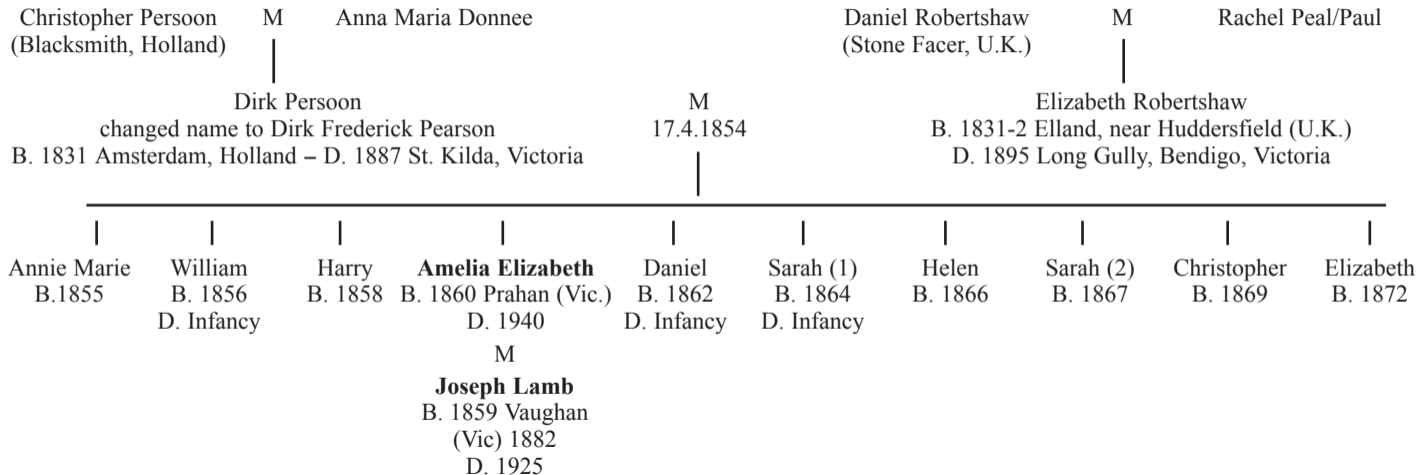 Christopher Persoon M Anna Maria Donnee
(Blacksmith, Holland)
Daniel Robertshaw M Rachel Peal/Paul
(Stone Facer, U.K.)
Dirk Persoon
changed name to Dirk Frederick Pearson
B. 1831 Amsterdam, Holland – D. 1887 St. Kilda, Victoria
M
17.4.1854
Elizabeth Robertshaw
B. 1831-2 Elland, near Huddersfield (U.K.)
D. 1895 Long Gully, Bendigo, Victoria
Annie Marie
B.1855
William
B. 1856
D. Infancy
Harry
B. 1858
Amelia Elizabeth
B. 1860 Prahan (Vic.)
D. 1940
M
Joseph Lamb
B. 1859 Vaughan
(Vic) 1882
D. 1925
Daniel
B. 1862
D. Infancy
Sarah (1)
B. 1864
D. Infancy
Helen
B. 1866
Sarah (2)
B. 1867
Christopher
B. 1869
Elizabeth
B. 1872